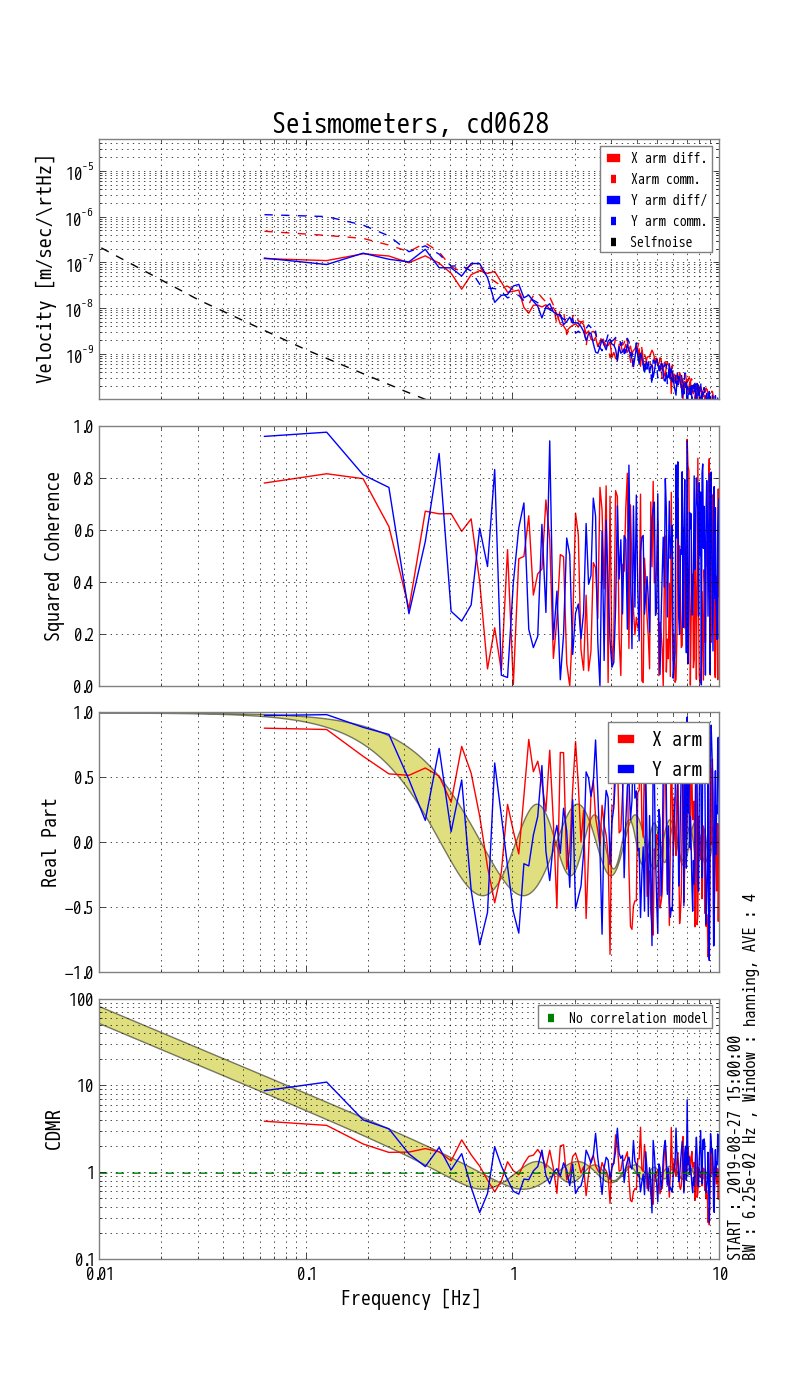 Seismometers, cd0628
Velocity [m/sec/\rtHz]
10^-5
10^-6
10^-7
10^-8
10^-9
X arm diff.
Xarm comm.
Y arm diff/
Y arm comm.
Selfnoise
Squared Coherence
1.0
0.8
0.6
0.4
0.2
0.0
Real Part
1.0
0.5
0.0
−0.5
−1.0
X arm
Y arm
CDMR
100
10
1
0.1
No correlation model
0.01
0.1
1
10
Frequency [Hz]
START : 2019-08-27 15:00:00
BW : 6.25e-02 Hz , Window : hanning, AVE : 4